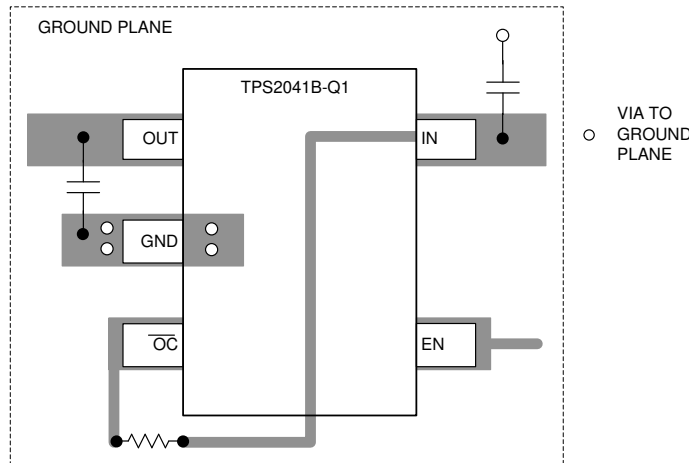 GROUND PLANE
TPS2041B-Q1
OUT
IN
VIA TO
GROUND
PLANE
GND
OC
EN